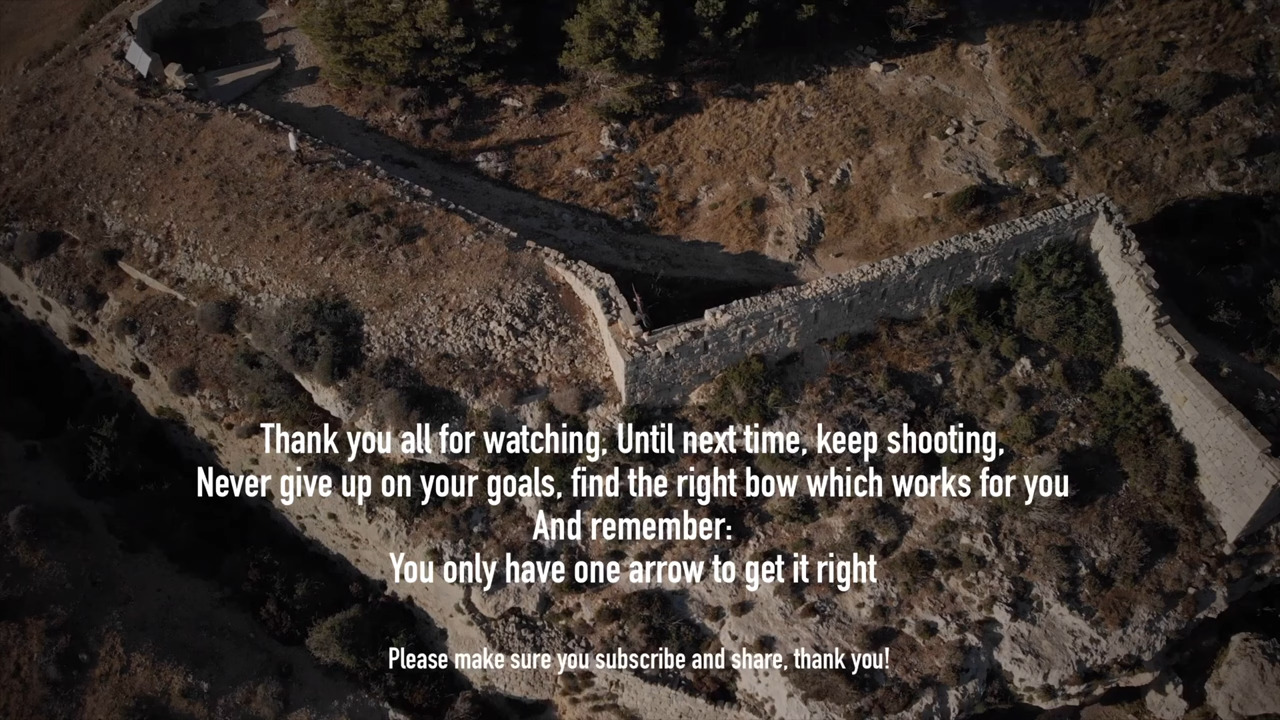 Thank you all for watching, Until next time, keep shooting,
Never give up on your goals, find the right bow which works for you
And remember:
You only have one arrow to get it right
Please make sure you subscribe and share, thank you!